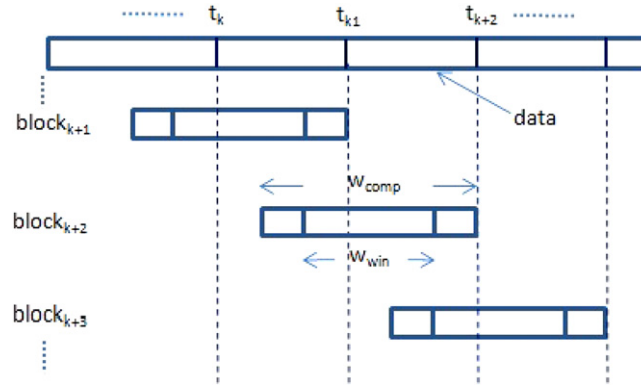 ........ t_k t_k1 t_k+2 ........
data
block_k+1
w_comp
block_k+2
w_win
block_k+3